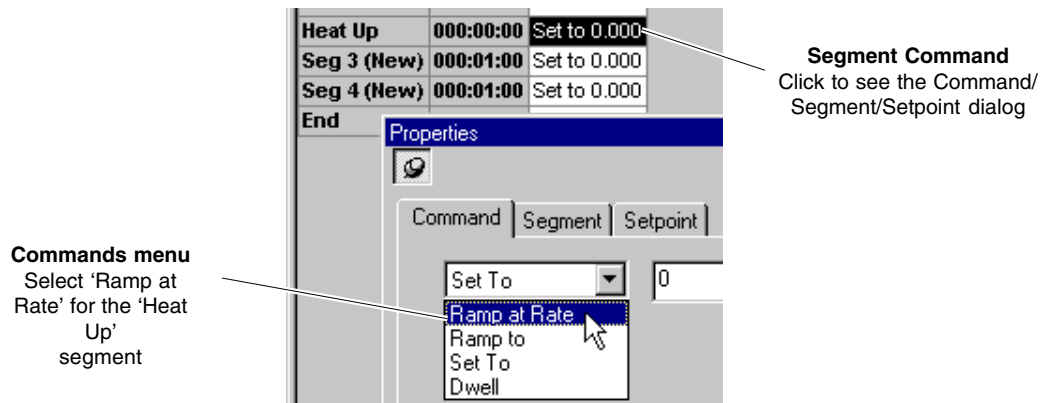 Heat Up 000:00:00 Set to 0.000
Seg 3 (New) 000:01:00 Set to 0.000
Seg 4 (New) 000:01:00 Set to 0.000
End
Segment Command
Click to see the Command/
Segment/Setpoint dialog
Properties
Command Segment Setpoint
Set To 0
Ramp at Rate
Ramp to
Set To
Dwell
Commands menu
Select ‘Ramp at
Rate’ for the ‘Heat
Up’
segment